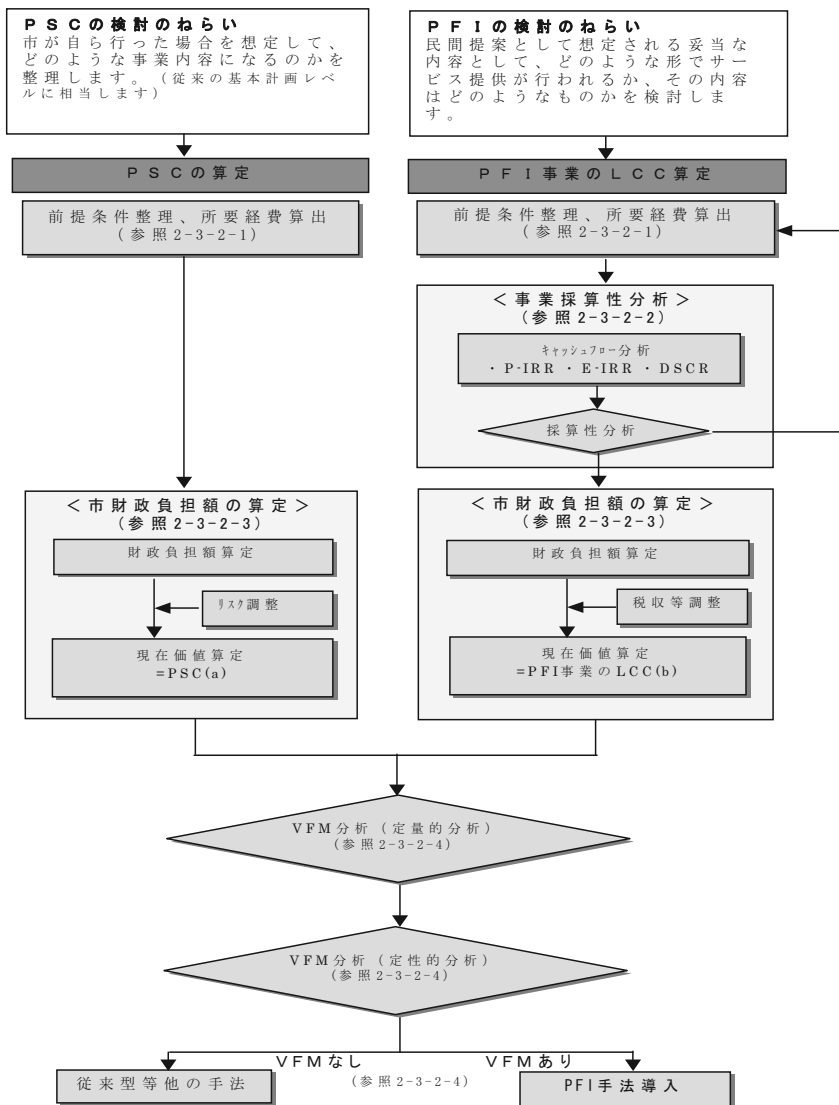 PSCの検討のねらい
市が自ら行った場合を想定して、
どのような事業内容になるのかを
整理します。（従来の基本計画レベ
ルに相当します）
PFIの検討のねらい
民間提案として想定される妥当な
内容として、どのような形でサー
ビス提供が行われるか、その内容
はどのようなものかを検討しま
す。
PSCの算定
PFI事業のLCC算定
前提条件整理、所要経費算出
（参照2-3-2-1）
前提条件整理、所要経費算出
（参照2-3-2-1）
＜事業採算性分析＞
（参照2-3-2-2）
ｷｬｯｼｭﾌﾛｰ分析
・P-IRR ・E-IRR ・DSCR
採算性分析
＜市財政負担額の算定＞
（参照2-3-2-3）
財政負担額算定
ﾘｽｸ調整
現在価値算定
=PSC(a)
＜市財政負担額の算定＞
（参照2-3-2-3）
財政負担額算定
税収等調整
現在価値算定
=PFI事業のLCC(b)
VFM分析（定量的分析）
（参照2-3-2-4）
VFM分析（定性的分析）
（参照2-3-2-4）
VFMなし
VFMあり
従来型等他の手法
（参照2-3-2-4）
PFI手法導入